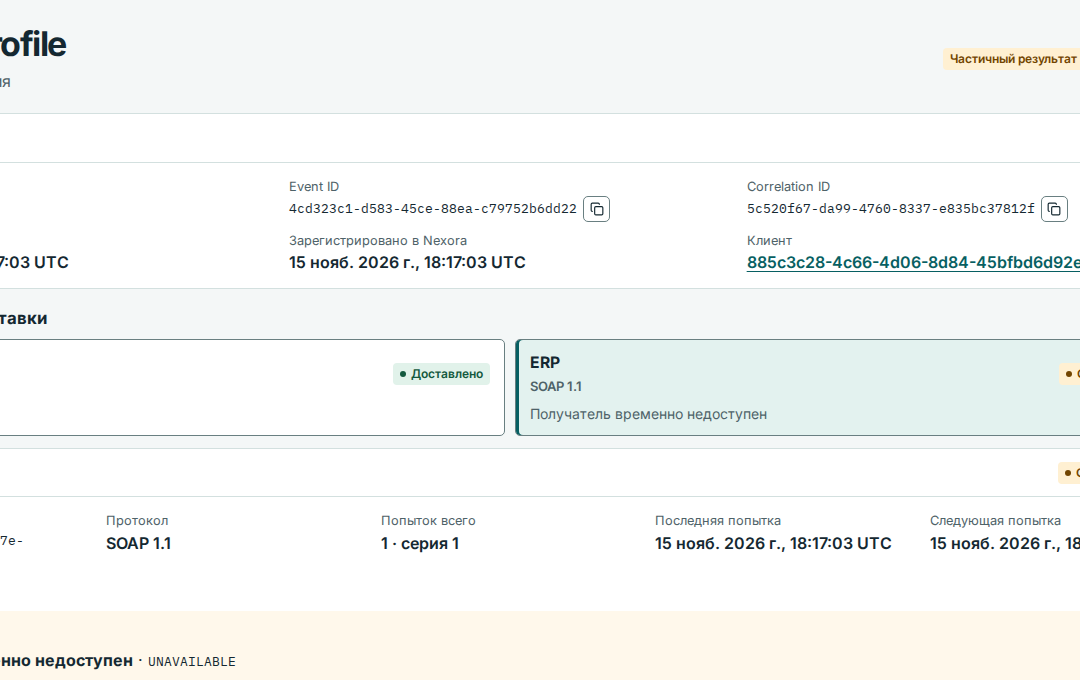 rofile
ия
Частичный результат
Event ID
4cd323c1-d583-45ce-88ea-c79752b6dd22
Correlation ID
5c520f67-da99-4760-8337-e835bc37812f
Зарегистрировано в Nexora
Клиент
7:03 UTC
15 нояб. 2026 г., 18:17:03 UTC
885c3c28-4c66-4d06-8d84-45bfbd6d92e
тавки
Доставлено
ERP
SOAP 1.1
Получатель временно недоступен
7e-
Протокол
SOAP 1.1
Попыток всего
1 · серия 1
Последняя попытка
15 нояб. 2026 г., 18:17:03 UTC
Следующая попытка
15 нояб. 2026 г., 18
нно недоступен · UNAVAILABLE